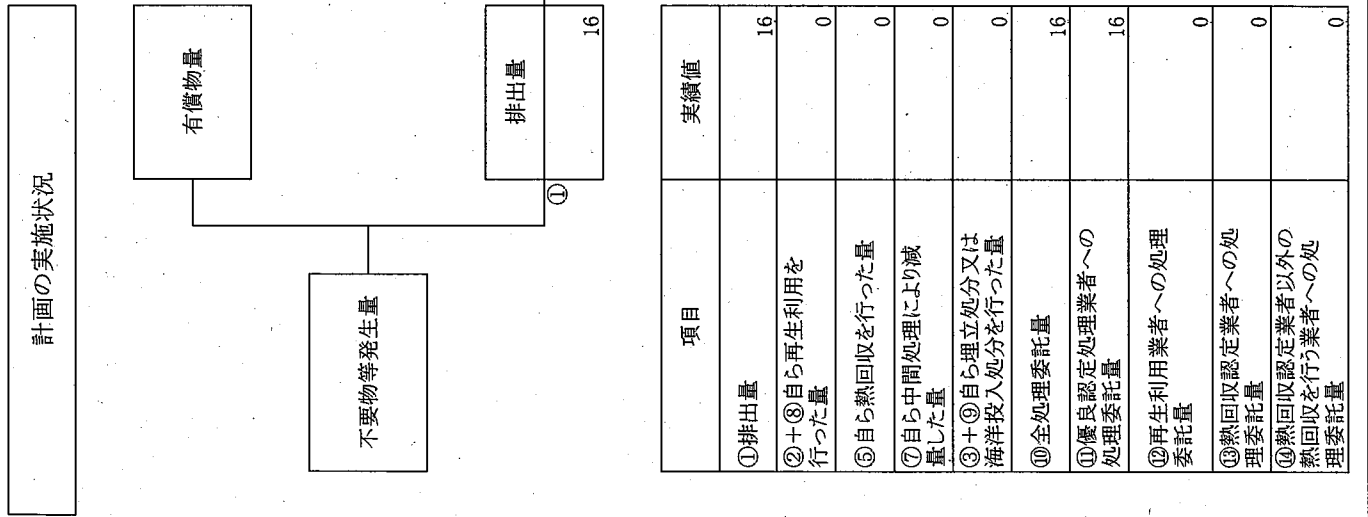 計画の実施状況
有償物量
不要物等発生量
排出量
①
16
項目 実績値
①排出量 16
②+⑧自ら再生利用を
行った量 0
⑤自ら熱回収を行った量 0
⑦自ら中間処理により減
量した量 0
③+⑨自ら埋立処分又は
海洋投入処分を行った量 0
⑩全処理委託量 16
⑪優良認定処理業者への
処理委託量 16
⑫再生利用業者への処理
委託量 0
⑬熱回収認定業者への処
理委託量 0
⑭熱回収認定業者以外の
熱回収を行う業者への処
理委託量 0